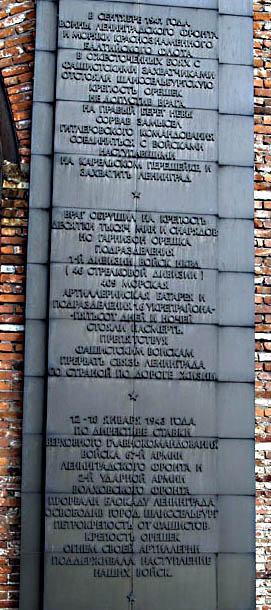 В СЕНТЯБРЕ 1941 ГОДА
ВОИНЫ ЛЕНИНГРАДСКОГО ФРОНТА
И МОРЯКИ КРАСНОЗНАМЕННОГО
БАЛТИЙСКОГО ФЛОТА
В ОЖЕСТОЧЕННЫХ БОЯХ С
ФАШИСТСКИМИ ЗАХВАТЧИКАМИ
ОТСТОЯЛИ ШЛИССЕЛЬБУРГСКУЮ
КРЕПОСТЬ ОРЕШЕК
НЕ ДОПУСТИВ ВРАГА
НА ПРАВЫЙ БЕРЕГ НЕВЫ
СОРВАВ ЗАМЫСЕЛ
ГИТЛЕРОВСКОГО КОМАНДОВАНИЯ
СОЕДИНИТЬСЯ С ВОЙСКАМИ
НАСТУПАВШИМИ
НА КАРЕЛЬСКОМ ПЕРЕШЕЙКЕ И
ЗАХВАТИТЬ ЛЕНИНГРАД
ВРАГ ОБРУШИЛ НА КРЕПОСТЬ
ДЕСЯТКИ ТЫСЯЧ МИН И СНАРЯДОВ
НО ГАРНИЗОН ОРЕШКА
ПОДРАЗДЕЛЕНИЯ
1-Й ДИВИЗИИ ВОЙСК НКВД
( 46 СТРЕЛКОВОЙ ДИВИЗИИ )
409 МОРСКАЯ
АРТИЛЛЕРИЙСКАЯ БАТАРЕЯ И
ПОДРАЗДЕЛЕНИЯ 16 УКРЕПРАЙОНА
ПЯТЬСОТ ДНЕЙ И НОЧЕЙ
СТОЯЛИ НАСМЕРТЬ
ПРЕПЯТСТВУЯ
ФАШИСТСКИМ ВОЙСКАМ
ПРЕРВАТЬ СВЯЗЬ ЛЕНИНГРАДА
СО СТРАНОЙ ПО ДОРОГЕ ЖИЗНИ
12-18 ЯНВАРЯ 1943 ГОДА
ПО ДИРЕКТИВЕ СТАВКИ
ВЕРХОВНОГО ГЛАВНОКОМАНДОВАНИЯ
ВОЙСКА 67-Й АРМИИ
ЛЕНИНГРАДСКОГО ФРОНТА И
2-Й УДАРНОЙ АРМИИ
ВОЛХОВСКОГО ФРОНТА
ПРОРВАЛИ БЛОКАДУ ЛЕНИНГРАДА
ОСВОБОДИВ ГОРОД ШЛИССЕЛЬБУРГ
ПЕТРОКРЕПОСТЬ ОТ ФАШИСТОВ.
КРЕПОСТЬ ОРЕШЕК
ОГНЕМ СВОЕЙ АРТИЛЛЕРИИ
ПОДДЕРЖИВАЛА НАСТУПЛЕНИЕ
НАШИХ ВОЙСК.